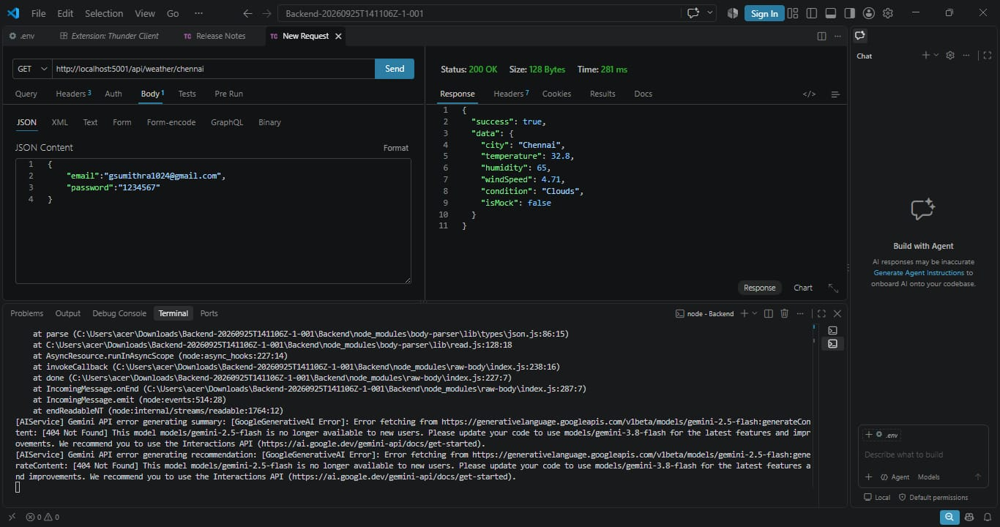 File Edit Selection View Go ··· Backend-20260925T141106Z-1-001 Sign In
.env Extension: Thunder Client TC Release Notes TC New Request
GET http://localhost:5001/api/weather/chennai Send
Query Headers 3 Auth Body 1 Tests Pre Run
JSON XML Text Form Form-encode GraphQL Binary
JSON Content Format
1 {
2 "email":"gsumithra1024@gmail.com",
3 "password":"1234567"
4 }
Status: 200 OK Size: 128 Bytes Time: 281 ms
Response Headers 7 Cookies Results Docs </>
1 {
2 "success": true,
3 "data": {
4 "city": "Chennai",
5 "temperature": 32.8,
6 "humidity": 65,
7 "windSpeed": 4.71,
8 "condition": "Clouds",
9 "isMock": false
10 }
11 }
Response Chart
Problems Output Debug Console Terminal Ports node - Backend
at parse (C:\Users\acer\Downloads\Backend-20260925T141106Z-1-001\Backend\node_modules\body-parser\lib\types\json.js:86:15)
at C:\Users\acer\Downloads\Backend-20260925T141106Z-1-001\Backend\node_modules\body-parser\lib\read.js:128:18
at AsyncResource.runInAsyncScope (node:async_hooks:227:14)
at invokeCallback (C:\Users\acer\Downloads\Backend-20260925T141106Z-1-001\Backend\node_modules\raw-body\index.js:238:16)
at done (C:\Users\acer\Downloads\Backend-20260925T141106Z-1-001\Backend\node_modules\raw-body\index.js:227:7)
at IncomingMessage.onEnd (C:\Users\acer\Downloads\Backend-20260925T141106Z-1-001\Backend\node_modules\raw-body\index.js:287:7)
at IncomingMessage.emit (node:events:514:28)
at endReadableNT (node:internal/streams/readable:1764:12)
[AIService] Gemini API error generating summary: [GoogleGenerativeAI Error]: Error fetching from https://generativelanguage.googleapis.com/v1beta/models/gemini-2.5-flash:generateCon
tent: [404 Not Found] This model models/gemini-2.5-flash is no longer available to new users. Please update your code to use models/gemini-3.8-flash for the latest features and impr
ovements. We recommend you to use the Interactions API (https://ai.google.dev/gemini-api/docs/get-started).
[AIService] Gemini API error generating recommendation: [GoogleGenerativeAI Error]: Error fetching from https://generativelanguage.googleapis.com/v1beta/models/gemini-2.5-flash:gene
rateContent: [404 Not Found] This model models/gemini-2.5-flash is no longer available to new users. Please update your code to use models/gemini-3.8-flash for the latest features a
nd improvements. We recommend you to use the Interactions API (https://ai.google.dev/gemini-api/docs/get-started).
Chat
Build with Agent
AI responses may be inaccurate
Generate Agent Instructions to
onboard AI onto your codebase.
.env
Describe what to build
Agent Models
Local Default permissions
0 0